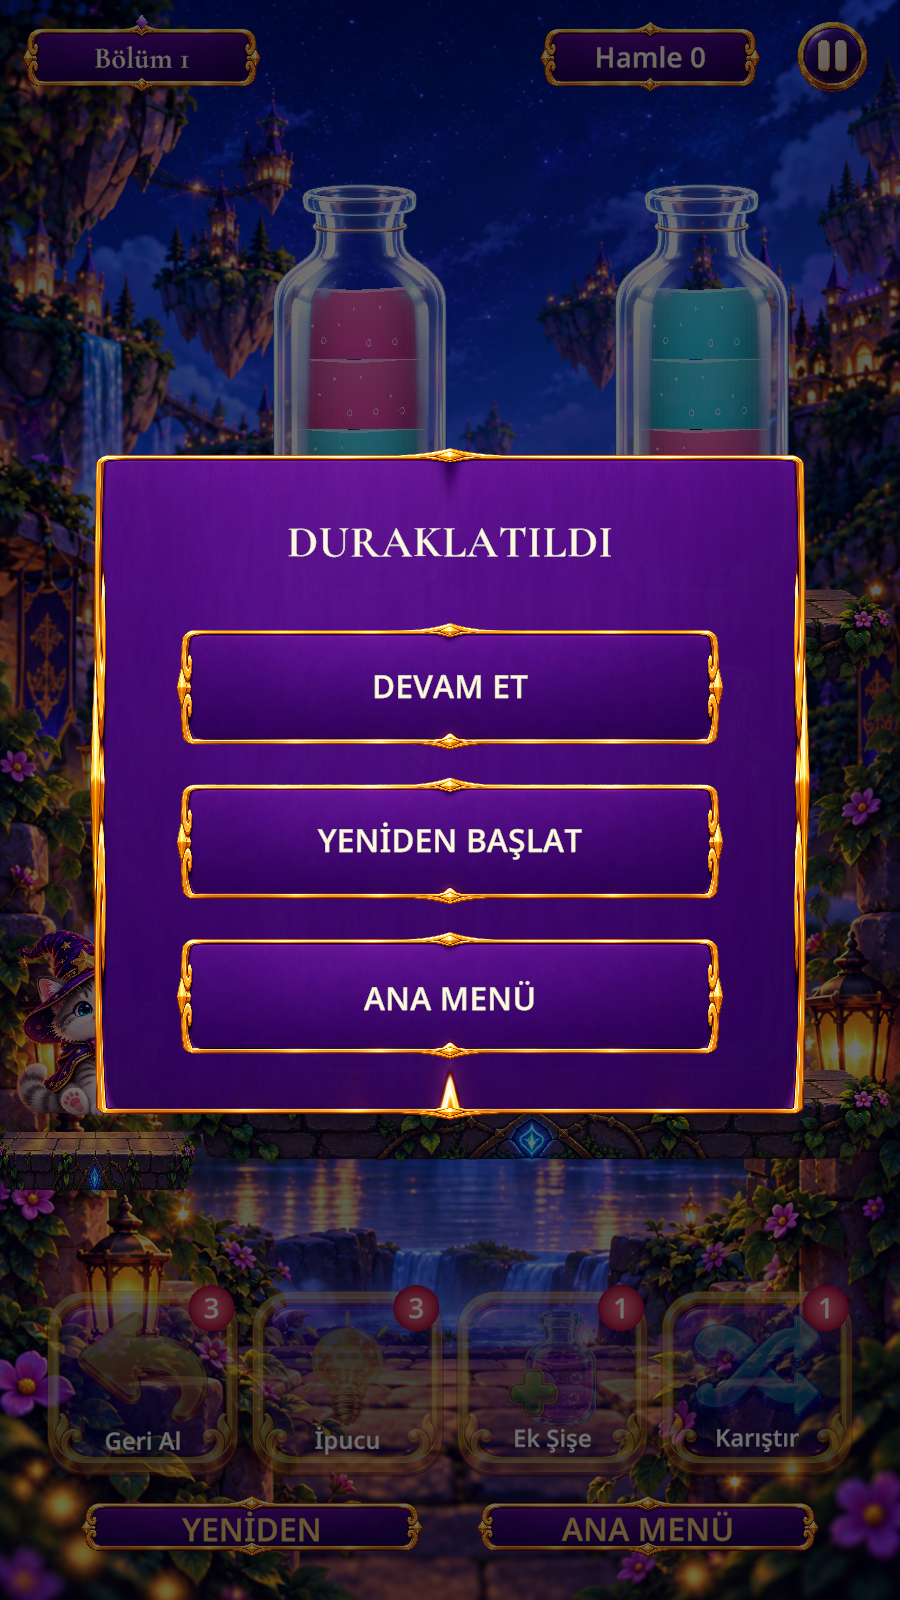 Bölüm 1
Hamle 0
DURAKLATILDI
DEVAM ET
YENİDEN BAŞLAT
ANA MENÜ
3
3
1
1
Geri Al
İpucu
Ek Şişe
Karıştır
YENİDEN
ANA MENÜ